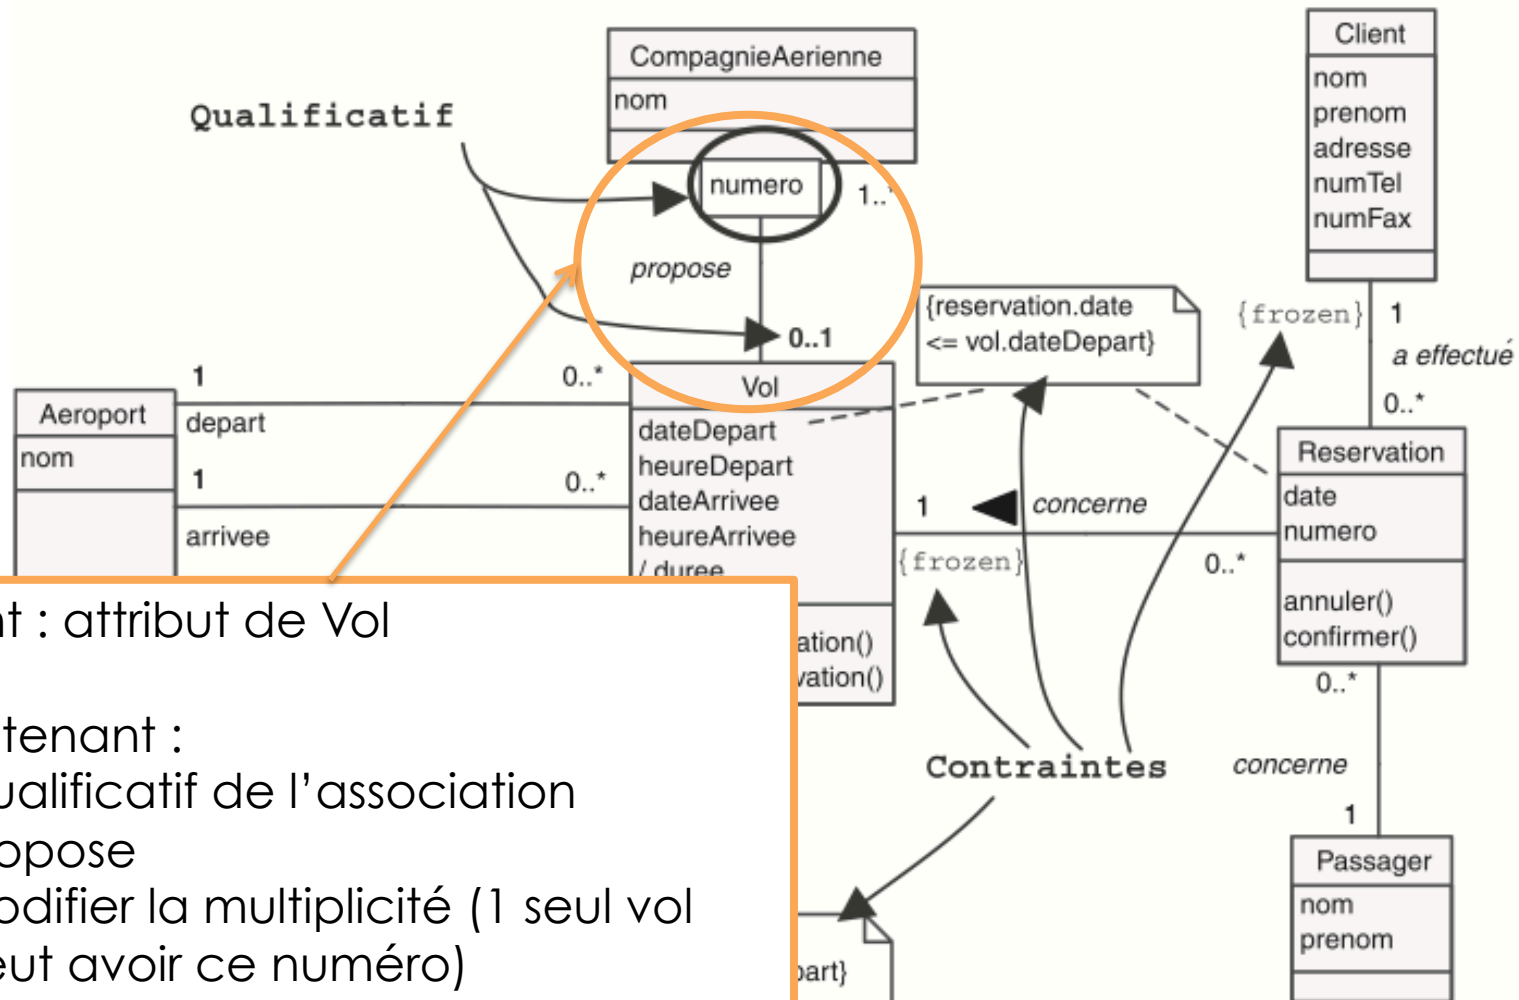 CompagnieAerienne
nom
Qualificatif
numero
1..*
propose
0..1
Client
nom
prenom
adresse
numTel
numFax
{frozen}
1
a effectué
0..*
{reservation.date
<= vol.dateDepart}
Aeroport
nom
1
depart
0..*
1
arrivee
0..*
Vol
dateDepart
heureDepart
dateArrivee
heureArrivee
/ duree
ation()
vation()
1
concerne
{frozen}
0..*
Reservation
date
numero
annuler()
confirmer()
0..*
concerne
1
Passager
nom
prenom
Contraintes
part}
nt : attribut de Vol
tenant :
ualificatif de l’association
opose
odifier la multiplicité (1 seul vol
eut avoir ce numéro)